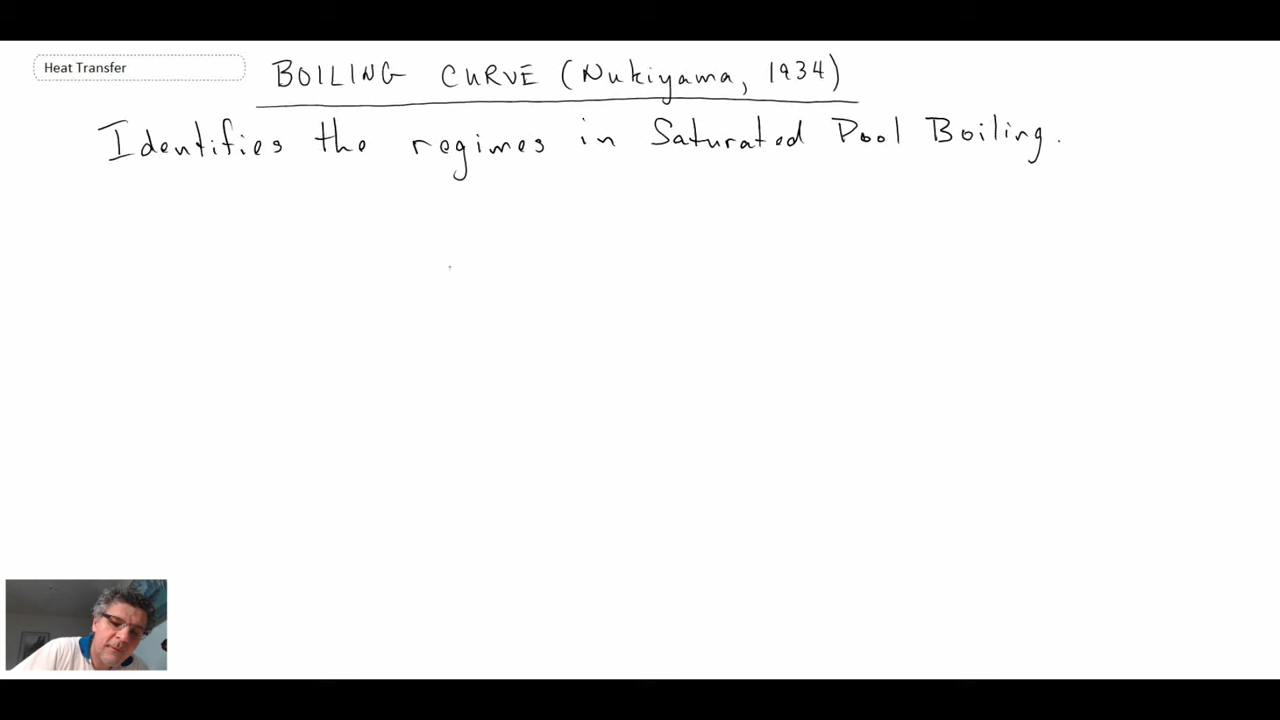 Heat Transfer
BOILING CURVE (Nukiyama, 1934)
Identifies the regimes in Saturated Pool Boiling.